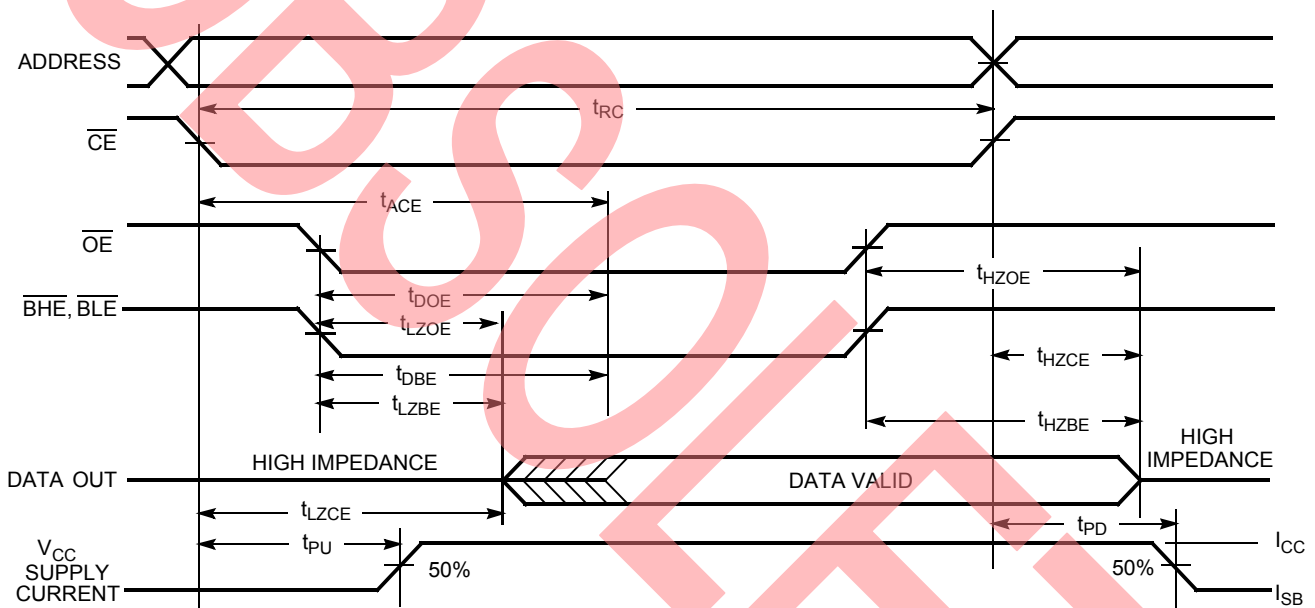 ADDRESS
tRC
CE
tACE
OE
tHZOE
tDOE
BHE, BLE
tLZOE
tHZCE
tDBE
tLZBE
tHZBE
HIGH IMPEDANCE
HIGH
IMPEDANCE
DATA OUT
DATA VALID
tLZCE
tPD
tPU
VCC
SUPPLY
CURRENT
50%
50%
ICC
ISB